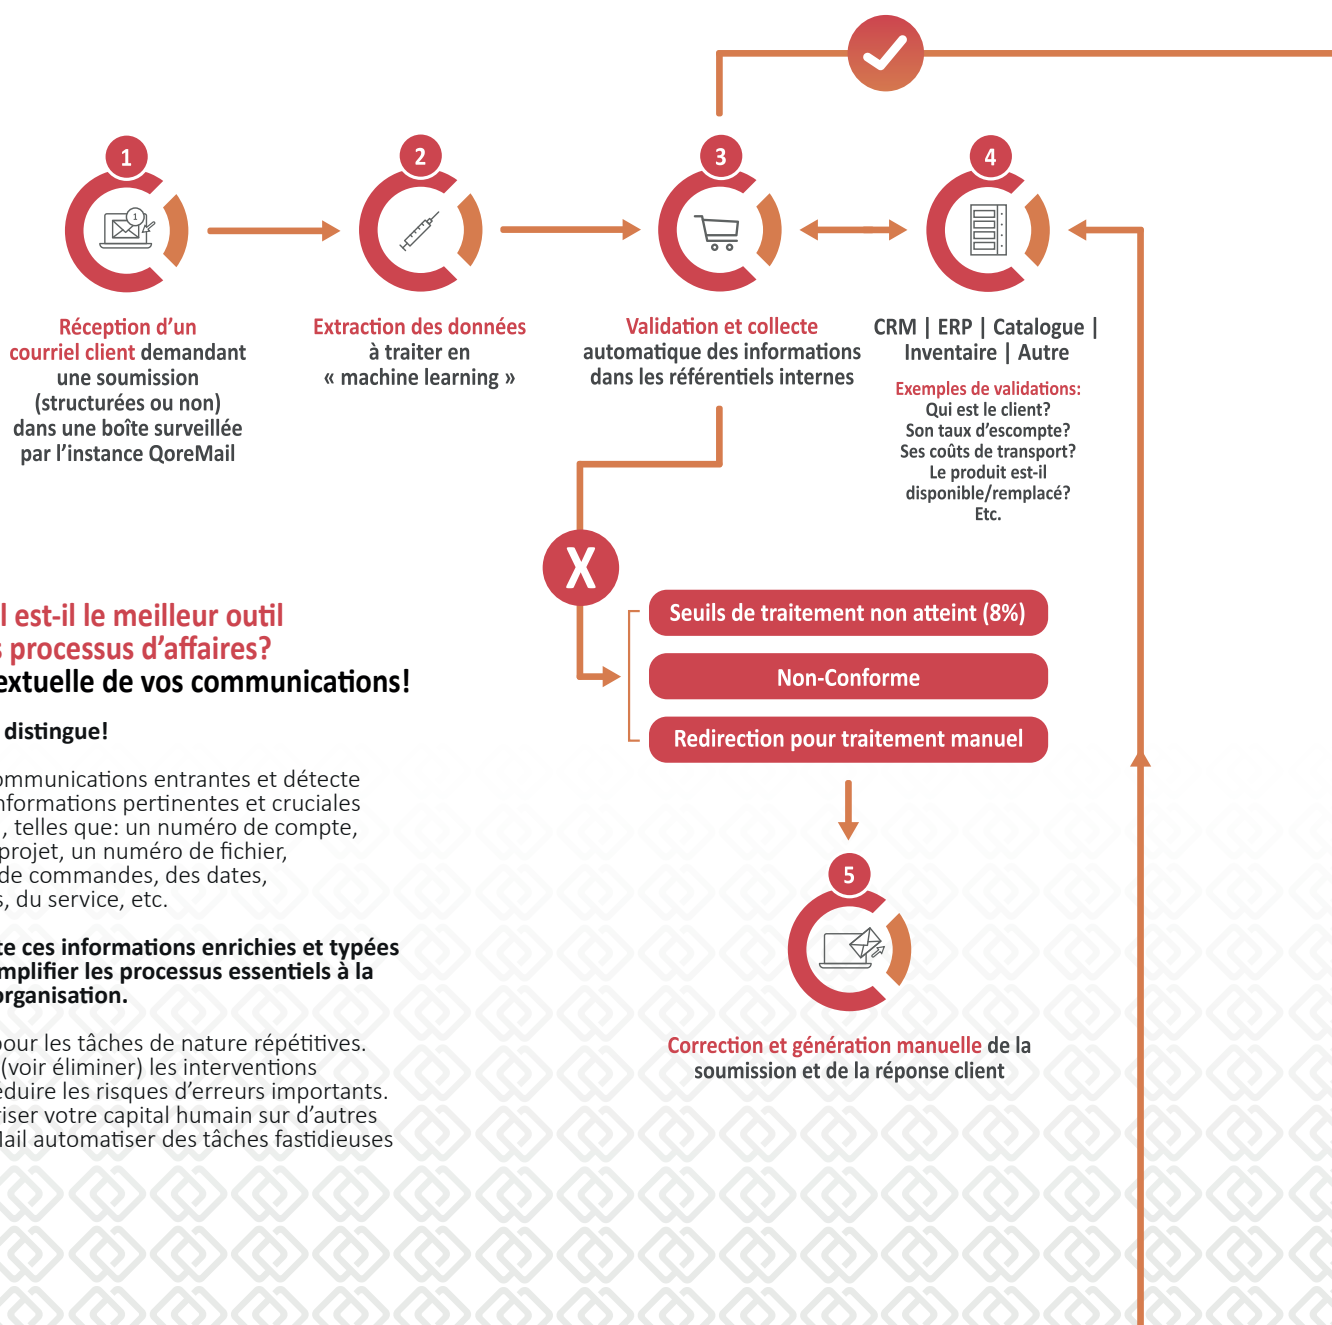 1
Réception d'un
courriel client demandant
une soumission
(structurées ou non)
dans une boîte surveillée
par l'instance QoreMail
2
Extraction des données
à traiter en
« machine learning »
3
Validation et collecte
automatique des informations
dans les référentiels internes
4
CRM | ERP | Catalogue |
Inventaire | Autre
Exemples de validations:
Qui est le client?
Son taux d'escompte?
Ses coûts de transport?
Le produit est-il
disponible/remplacé?
Etc.
X
Seuils de traitement non atteint (8%)
Non-Conforme
Redirection pour traitement manuel
5
Correction et génération manuelle de la
soumission et de la réponse client
l est-il le meilleur outil
s processus d'affaires?
extuelle de vos communications!
distingue!
ommunications entrantes et détecte
nformations pertinentes et cruciales
, telles que: un numéro de compte,
projet, un numéro de fichier,
de commandes, des dates,
s, du service, etc.
te ces informations enrichies et typées
mplifier les processus essentiels à la
organisation.
pour les tâches de nature répétitives.
(voir éliminer) les interventions
éduire les risques d'erreurs importants.
riser votre capital humain sur d'autres
Mail automatiser des tâches fastidieuses